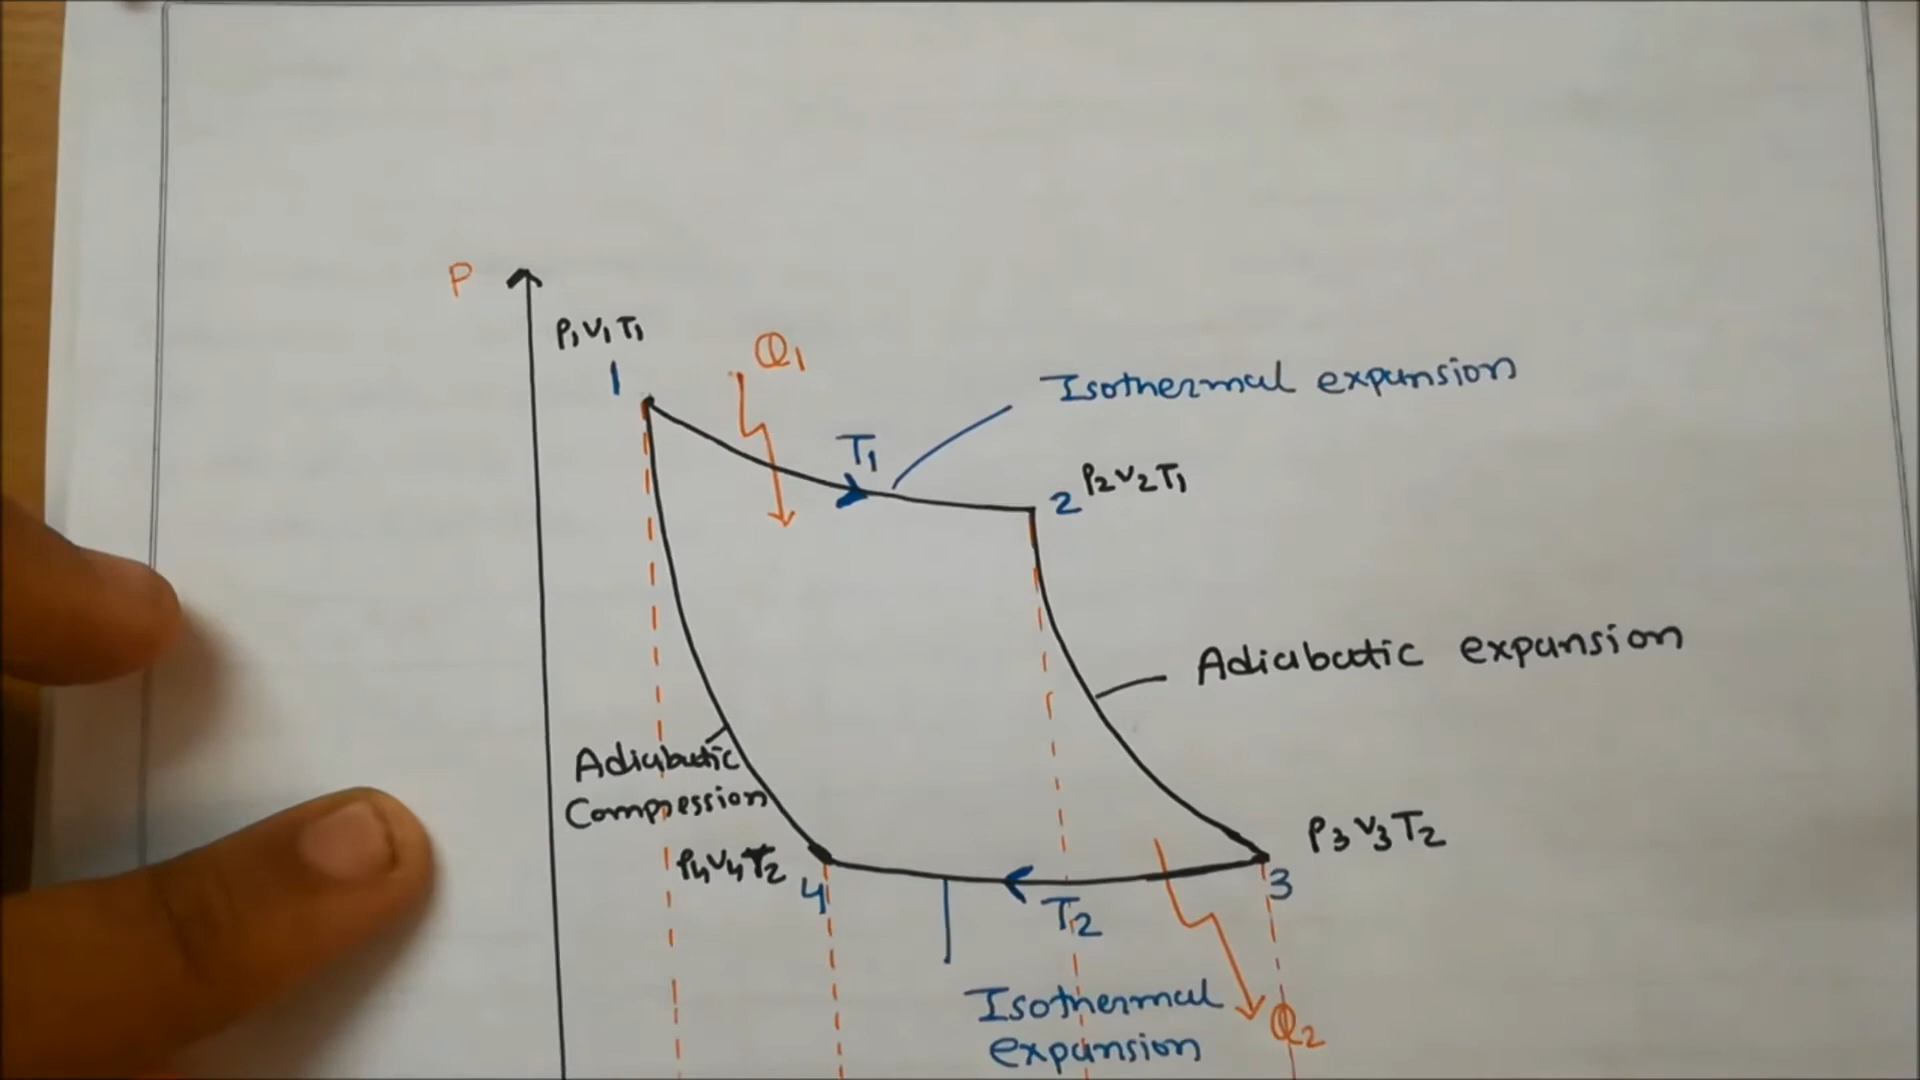 P
P1V1T1
1
Q1
Isothermal expansion
T1
2 P2V2T1
Adiabatic expansion
Adiabatic
Compression
P3V3T2
P4V4T2
4
3
T2
Isothermal
expansion
Q2